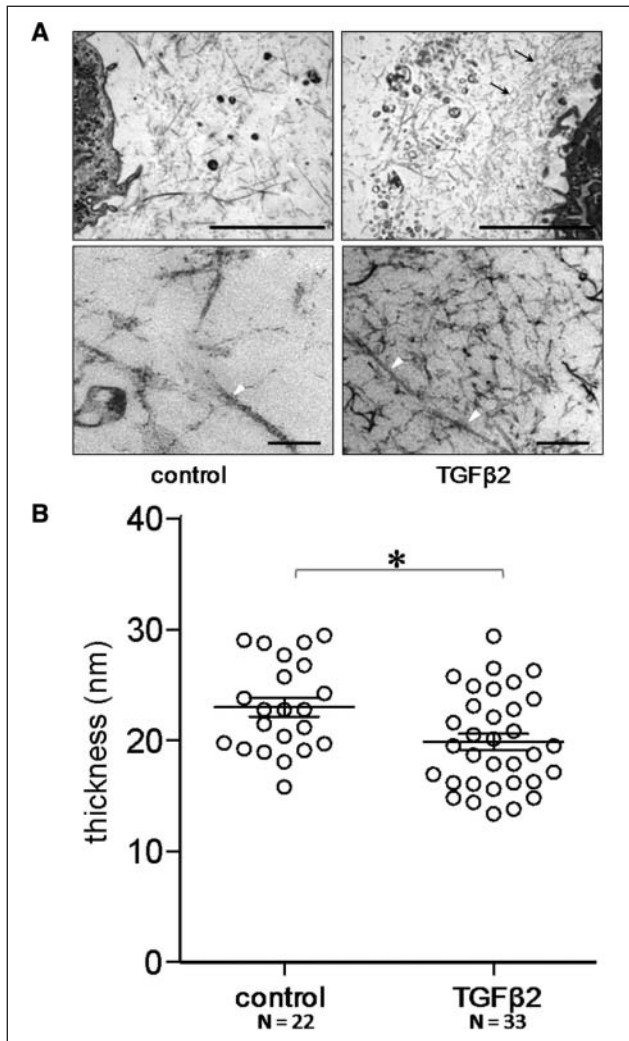 A
control TGFβ2
B
40
*
30
20
10
0
thickness (nm)
control TGFβ2
N = 22 N = 33